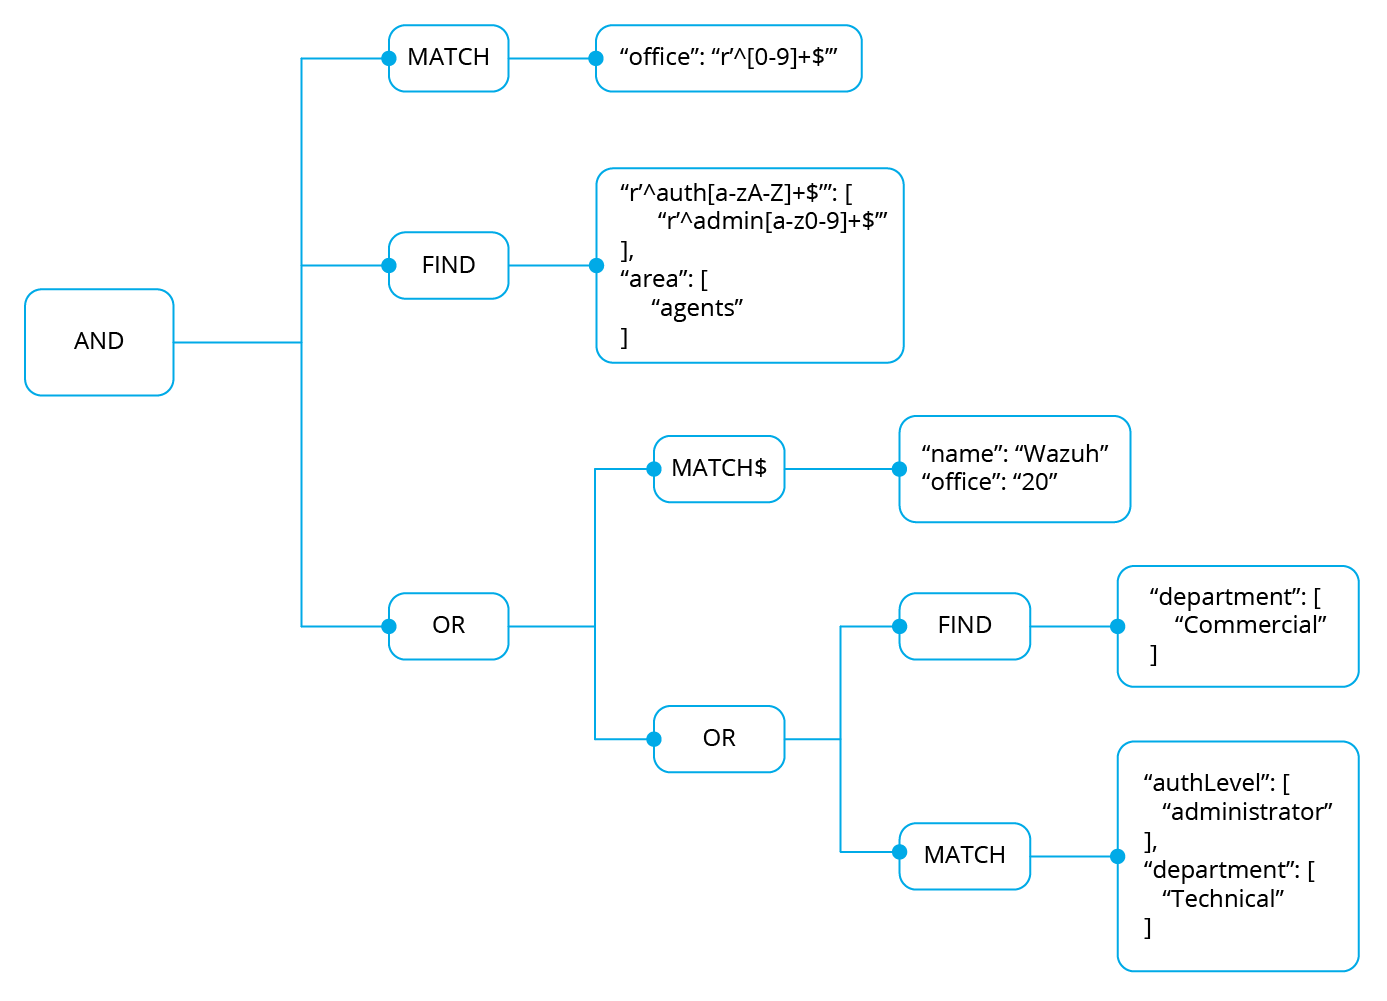 MATCH
“office”: “r’^[0-9]+$’”
“r’^auth[a-zA-Z]+$’”: [
“r’^admin[a-z0-9]+$’”
],
“area”: [
“agents”
]
FIND
AND
MATCH$
“name”: “Wazuh”
“office”: “20”
OR
FIND
“department”: [
“Commercial”
]
OR
MATCH
“authLevel”: [
“administrator”
],
“department”: [
“Technical”
]